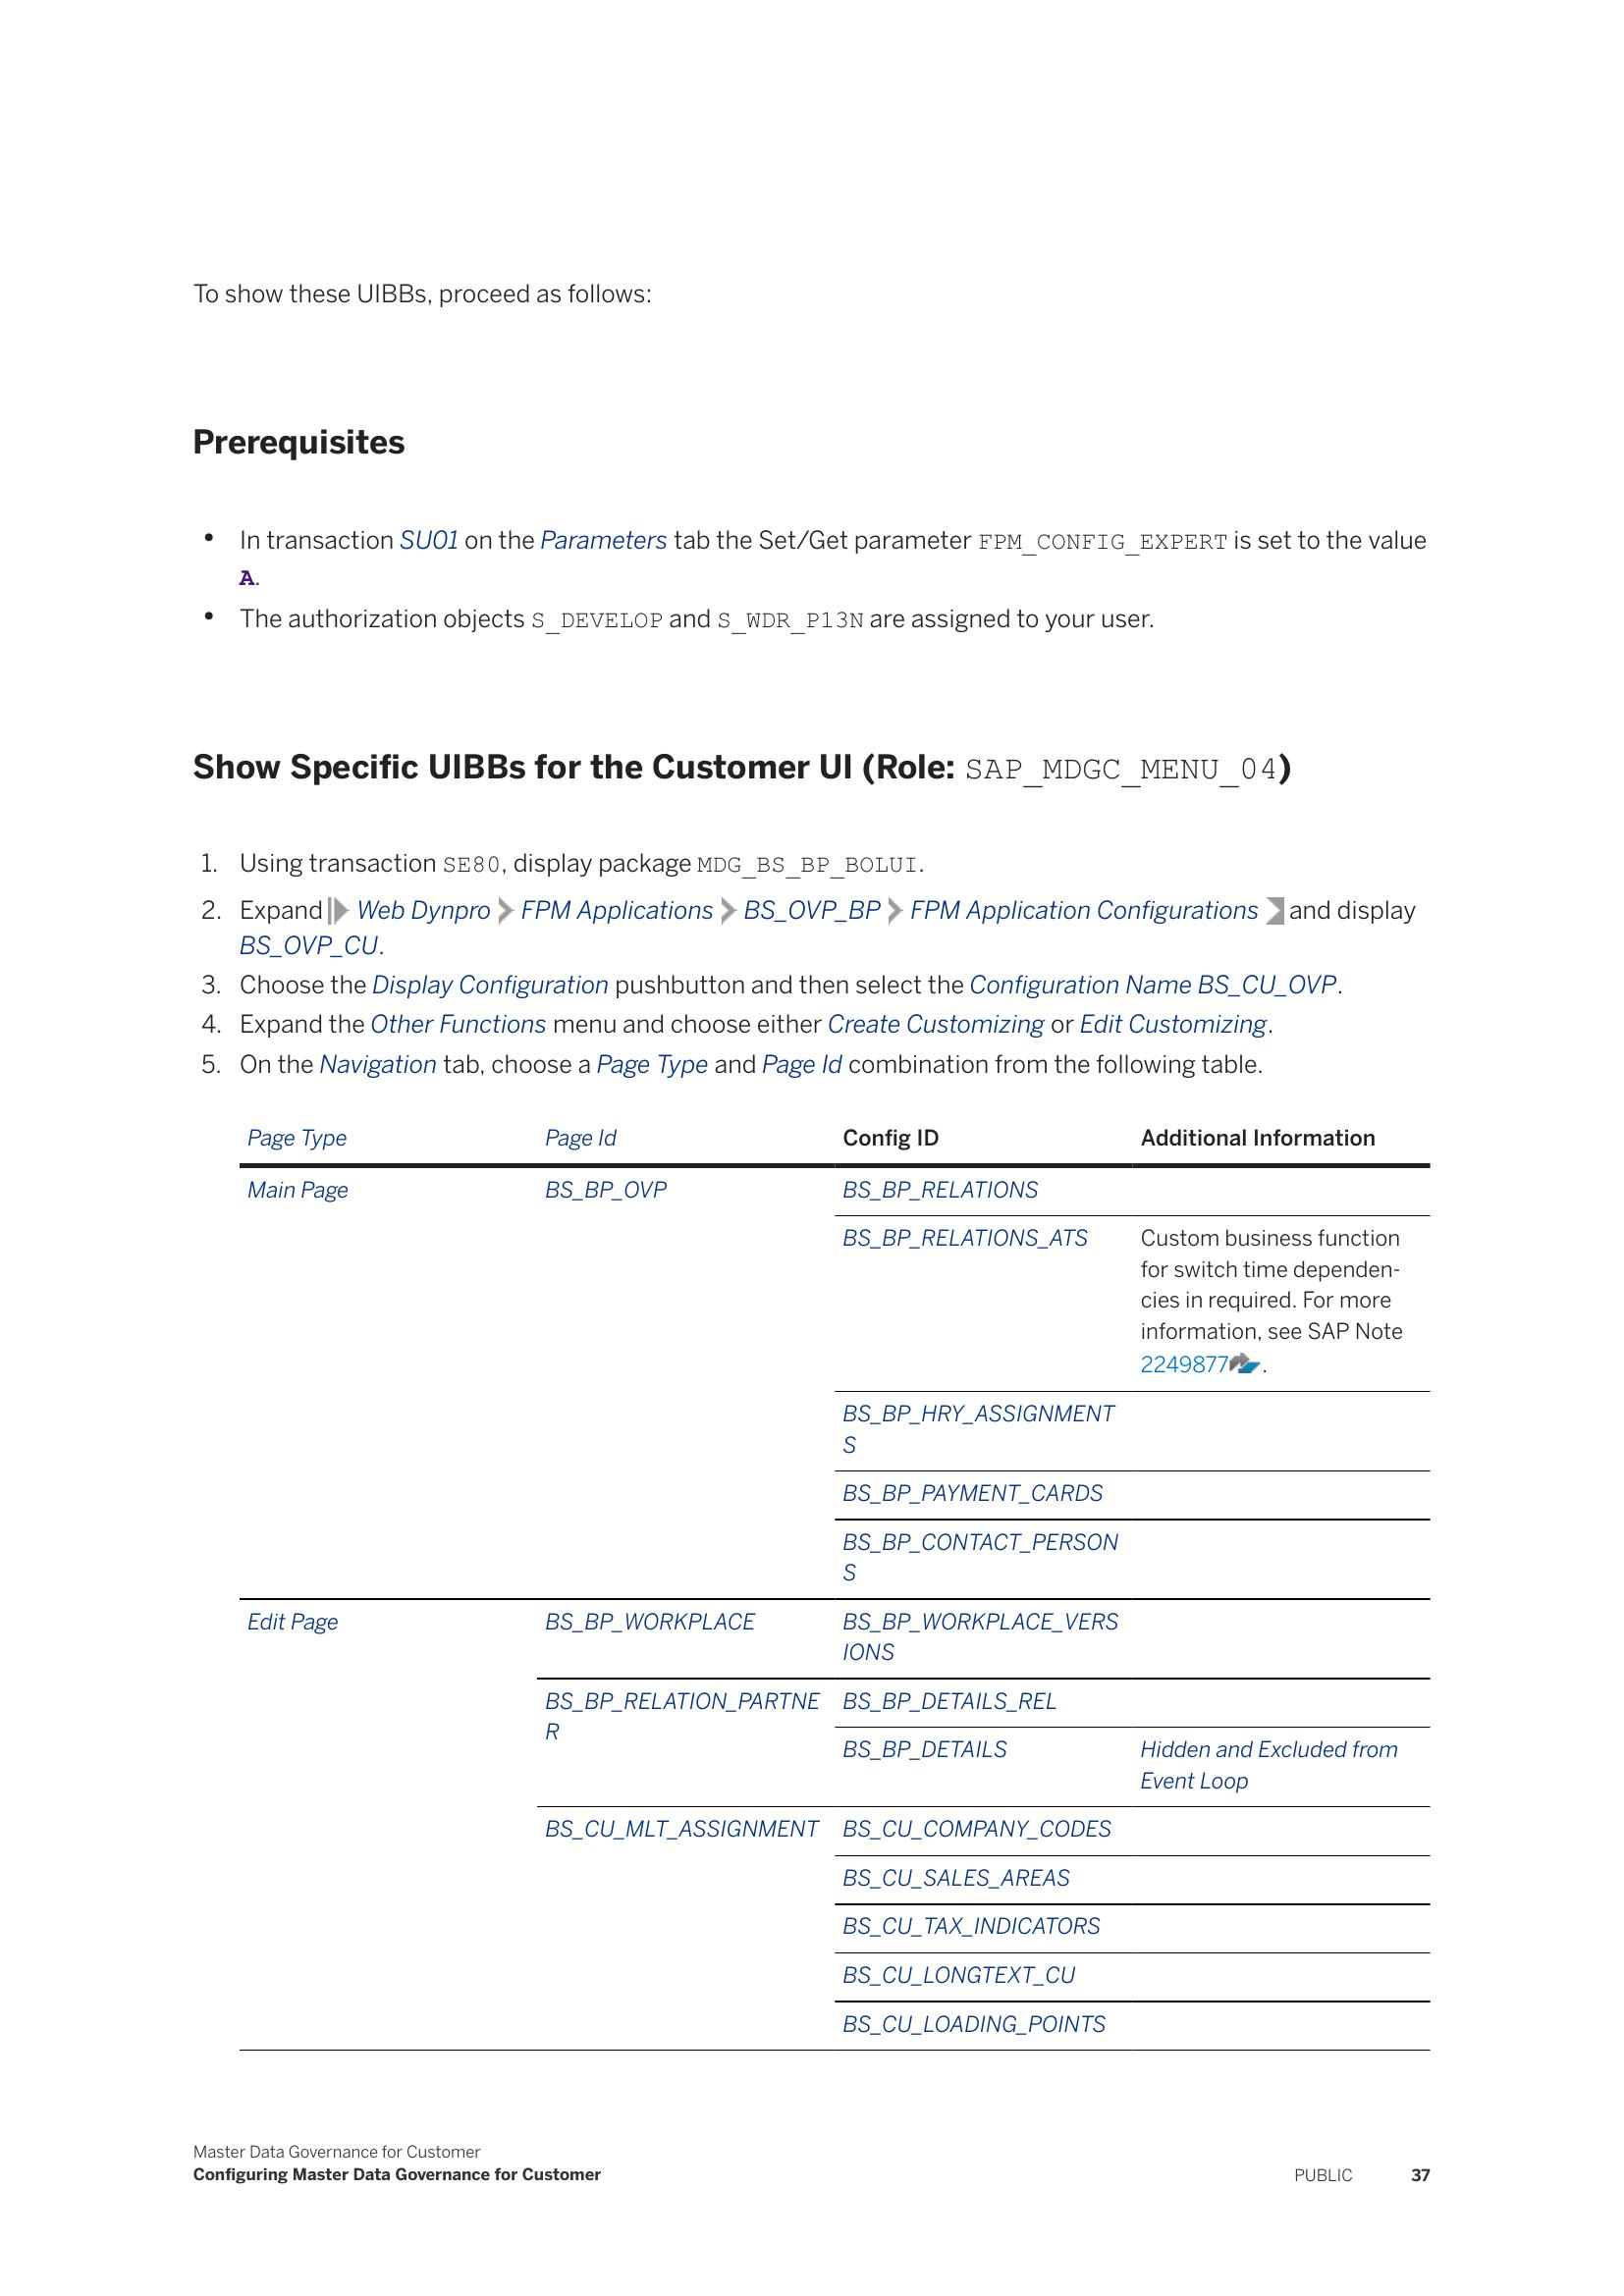 To show these UIBBs, proceed as follows:
Prerequisites
• In transaction SU01 on the Parameters tab the Set/Get parameter FPM_CONFIG_EXPERT is set to the value
A.
• The authorization objects S_DEVELOP and S_WDR_P13N are assigned to your user.
Show Specific UIBBs for the Customer UI (Role: SAP_MDGC_MENU_04)
1. Using transaction SE80, display package MDG_BS_BP_BOLUI.
2. Expand Web Dynpro FPM Applications BS_OVP_BP FPM Application Configurations and display
BS_OVP_CU.
3. Choose the Display Configuration pushbutton and then select the Configuration Name BS_CU_OVP.
4. Expand the Other Functions menu and choose either Create Customizing or Edit Customizing.
5. On the Navigation tab, choose a Page Type and Page Id combination from the following table.
Page Type Page Id Config ID Additional Information
Main Page BS_BP_OVP BS_BP_RELATIONS
BS_BP_RELATIONS_ATS Custom business function
for switch time dependen-
cies in required. For more
information, see SAP Note
2249877.
BS_BP_HRY_ASSIGNMENT
S
BS_BP_PAYMENT_CARDS
BS_BP_CONTACT_PERSON
S
Edit Page BS_BP_WORKPLACE BS_BP_WORKPLACE_VERS
IONS
BS_BP_RELATION_PARTNE BS_BP_DETAILS_REL
R
BS_BP_DETAILS Hidden and Excluded from
Event Loop
BS_CU_MLT_ASSIGNMENT BS_CU_COMPANY_CODES
BS_CU_SALES_AREAS
BS_CU_TAX_INDICATORS
BS_CU_LONGTEXT_CU
BS_CU_LOADING_POINTS
Master Data Governance for Customer
Configuring Master Data Governance for Customer PUBLIC 37